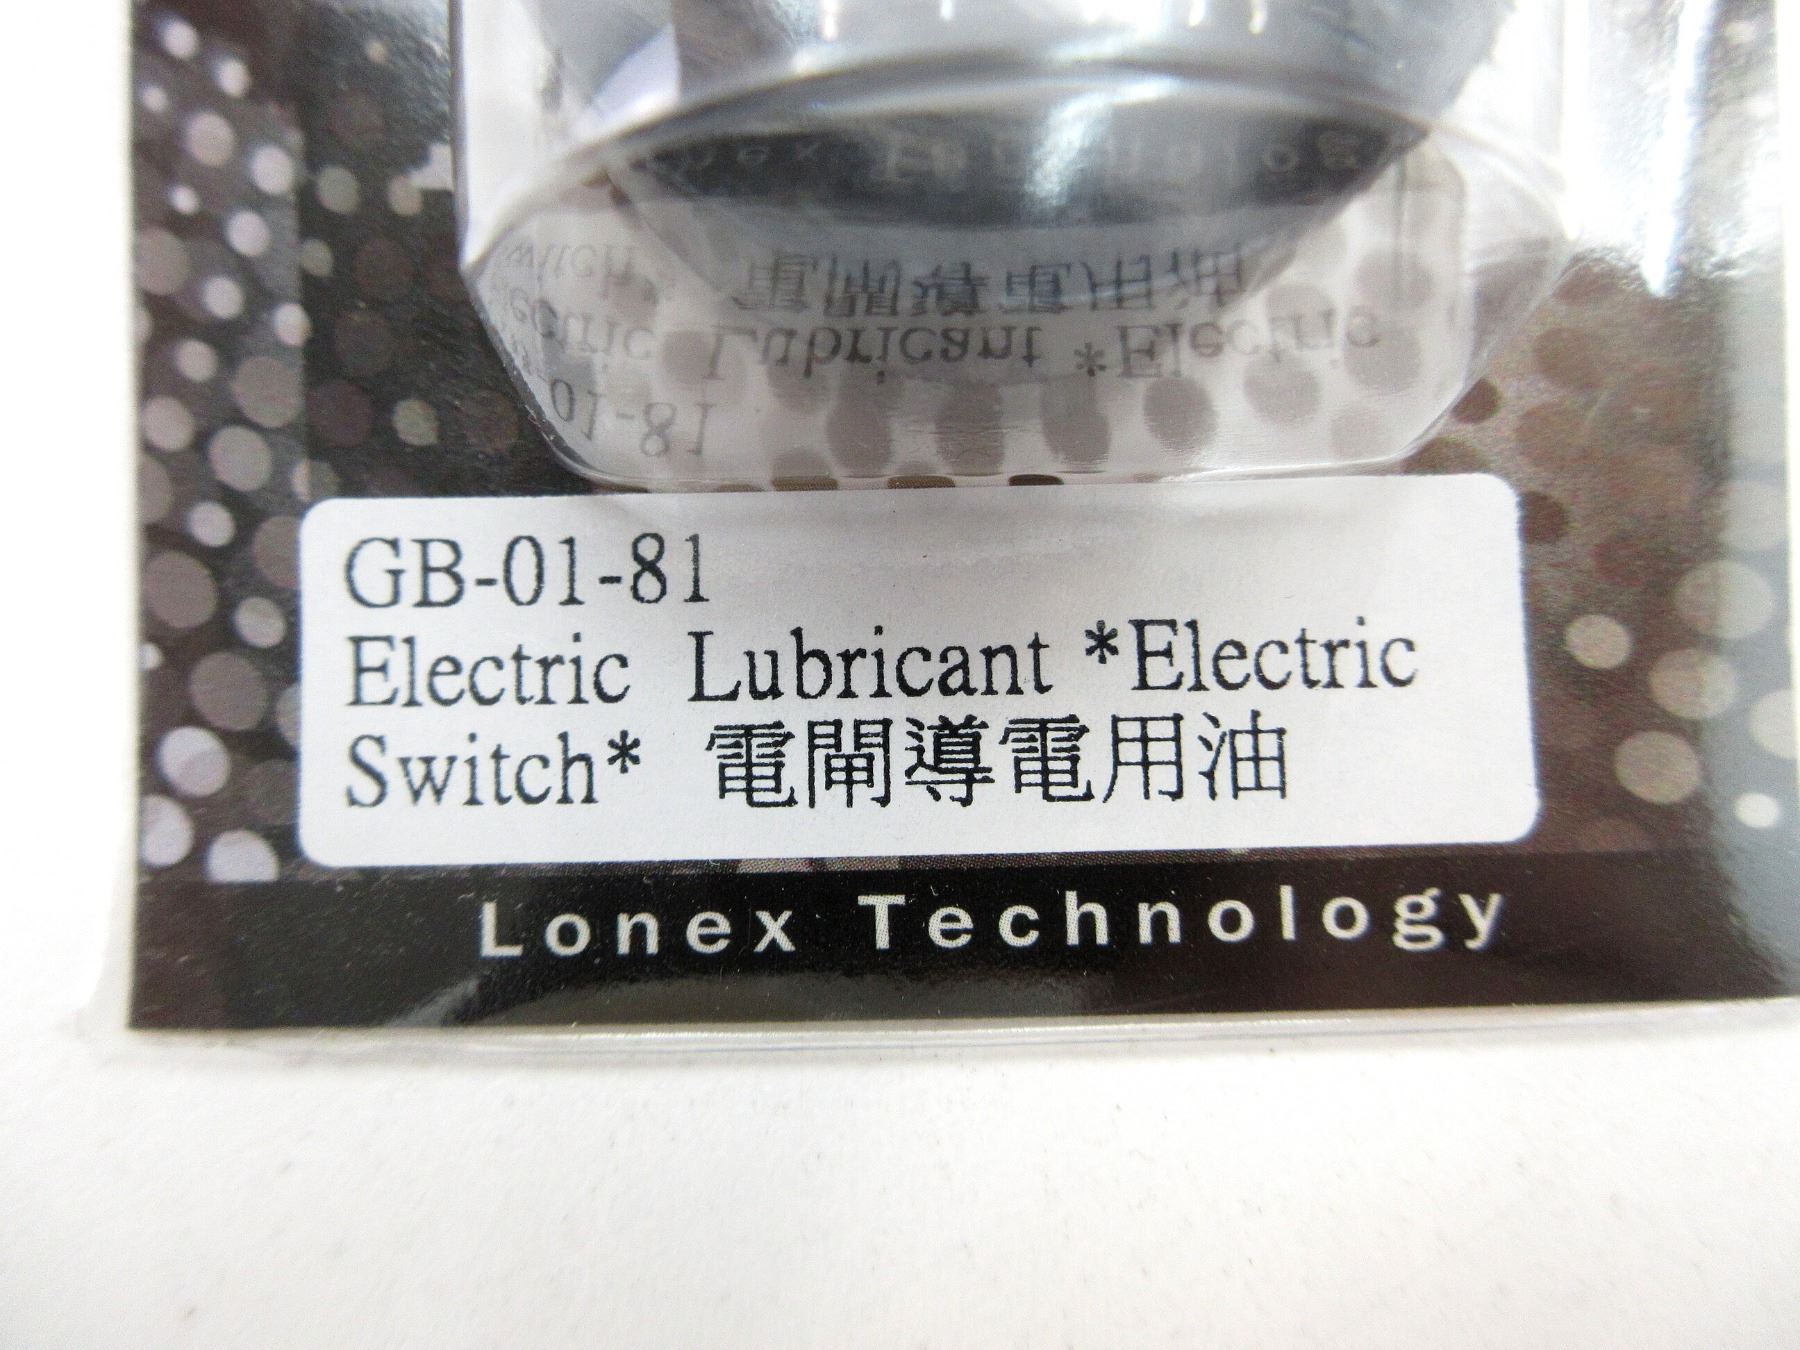 GB-01-81
Electric Lubricant *Electric
Switch* 電閘導電用油
Lonex Technology